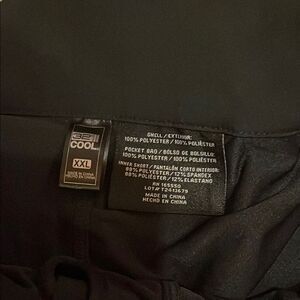 32°
COOL
XXL
MADE IN CHINA
HECHO EN CHINA
SHELL/EXTERIOR:
100% POLYESTER/100% POLIÉSTER
POCKET BAG/BOLSO DE BOLSILLO:
100% POLYESTER/100% POLIÉSTER
INNER SHORT/PANTALÓN CORTO INTERIOR:
88% POLYESTER/12% SPANDEX
88% POLIÉSTER/12% ELASTANO
RN 165550
LOT# T2413679
MADE IN CHINA
HECHO EN CHINA